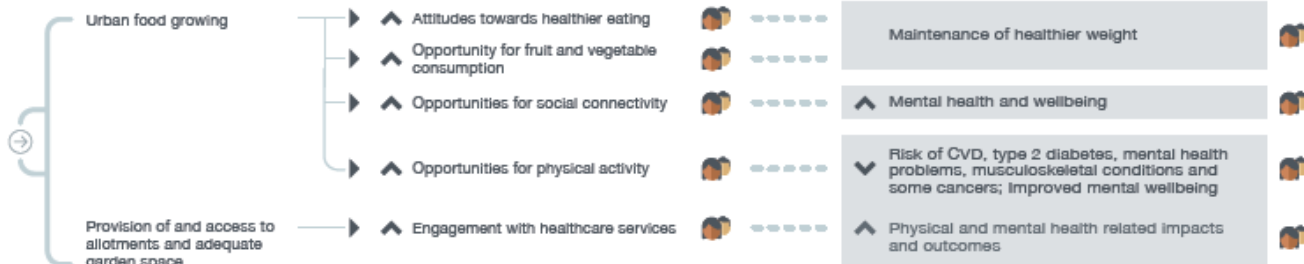 Urban food growing
Attitudes towards healthier eating
Opportunity for fruit and vegetable
consumption
Maintenance of healthier weight
Opportunities for social connectivity
Mental health and wellbeing
Opportunities for physical activity
Risk of CVD, type 2 diabetes, mental health
problems, musculoskeletal conditions and
some cancers; Improved mental wellbeing
Provision of and access to
allotments and adequate
garden space
Engagement with healthcare services
Physical and mental health related impacts
and outcomes